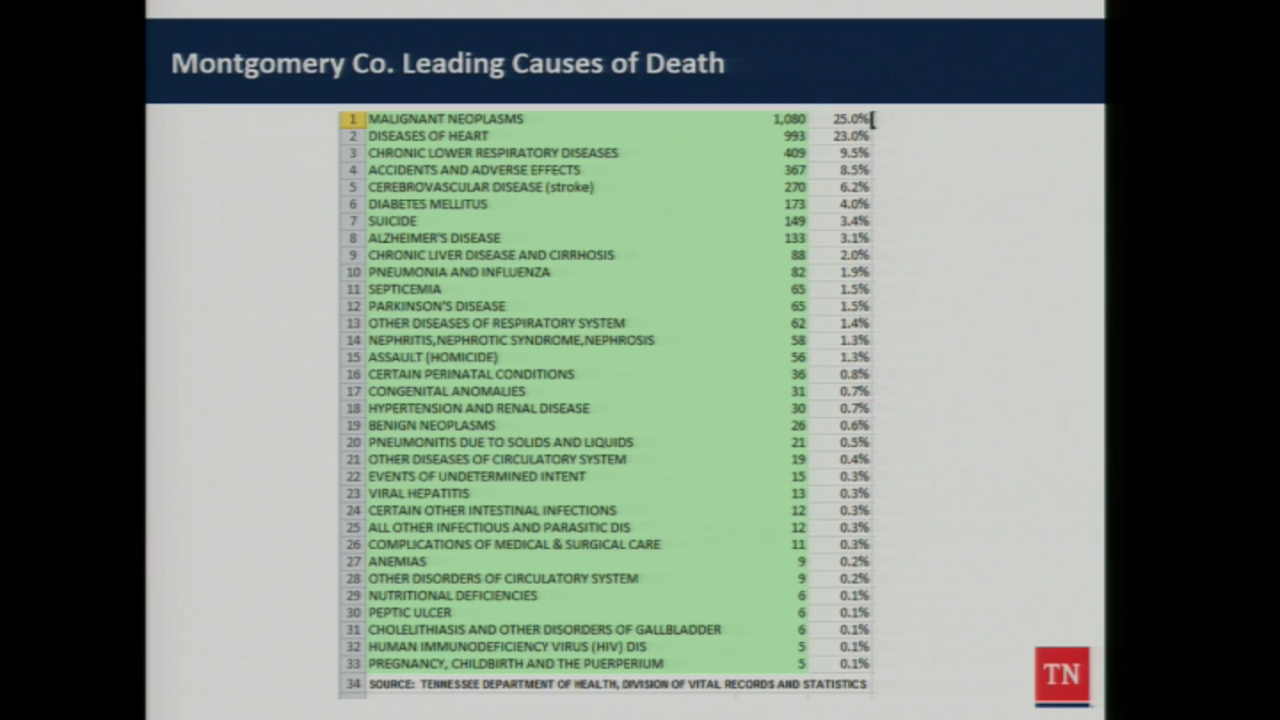 Montgomery Co. Leading Causes of Death
1 MALIGNANT NEOPLASMS 1,080 25.0%
2 DISEASES OF HEART 993 23.0%
3 CHRONIC LOWER RESPIRATORY DISEASES 409 9.5%
4 ACCIDENTS AND ADVERSE EFFECTS 367 8.5%
5 CEREBROVASCULAR DISEASE (stroke) 270 6.2%
6 DIABETES MELLITUS 173 4.0%
7 SUICIDE 149 3.4%
8 ALZHEIMER'S DISEASE 133 3.1%
9 CHRONIC LIVER DISEASE AND CIRRHOSIS 88 2.0%
10 PNEUMONIA AND INFLUENZA 82 1.9%
11 SEPTICEMIA 65 1.5%
12 PARKINSON'S DISEASE 65 1.5%
13 OTHER DISEASES OF RESPIRATORY SYSTEM 62 1.4%
14 NEPHRITIS,NEPHROTIC SYNDROME,NEPHROSIS 58 1.3%
15 ASSAULT (HOMICIDE) 56 1.3%
16 CERTAIN PERINATAL CONDITIONS 36 0.8%
17 CONGENITAL ANOMALIES 31 0.7%
18 HYPERTENSION AND RENAL DISEASE 30 0.7%
19 BENIGN NEOPLASMS 26 0.6%
20 PNEUMONITIS DUE TO SOLIDS AND LIQUIDS 21 0.5%
21 OTHER DISEASES OF CIRCULATORY SYSTEM 19 0.4%
22 EVENTS OF UNDETERMINED INTENT 15 0.3%
23 VIRAL HEPATITIS 13 0.3%
24 CERTAIN OTHER INTESTINAL INFECTIONS 12 0.3%
25 ALL OTHER INFECTIOUS AND PARASITIC DIS 12 0.3%
26 COMPLICATIONS OF MEDICAL & SURGICAL CARE 11 0.3%
27 ANEMIAS 9 0.2%
28 OTHER DISORDERS OF CIRCULATORY SYSTEM 9 0.2%
29 NUTRITIONAL DEFICIENCIES 6 0.1%
30 PEPTIC ULCER 6 0.1%
31 CHOLELITHIASIS AND OTHER DISORDERS OF GALLBLADDER 6 0.1%
32 HUMAN IMMUNODEFICIENCY VIRUS (HIV) DIS 5 0.1%
33 PREGNANCY, CHILDBIRTH AND THE PUERPERIUM 5 0.1%
34 SOURCE: TENNESSEE DEPARTMENT OF HEALTH, DIVISION OF VITAL RECORDS AND STATISTICS
TN